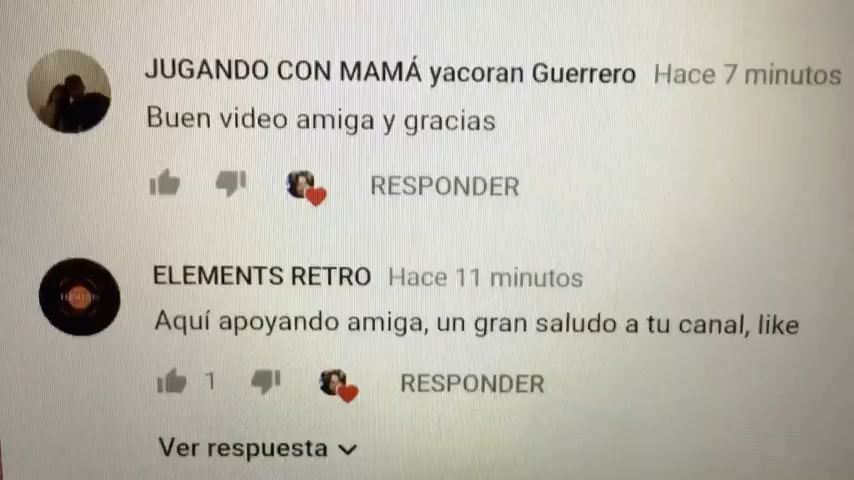 JUGANDO CON MAMÁ yacoran Guerrero Hace 7 minutos
Buen video amiga y gracias
RESPONDER
ELEMENTS RETRO Hace 11 minutos
Aquí apoyando amiga, un gran saludo a tu canal, like
1 RESPONDER
Ver respuesta